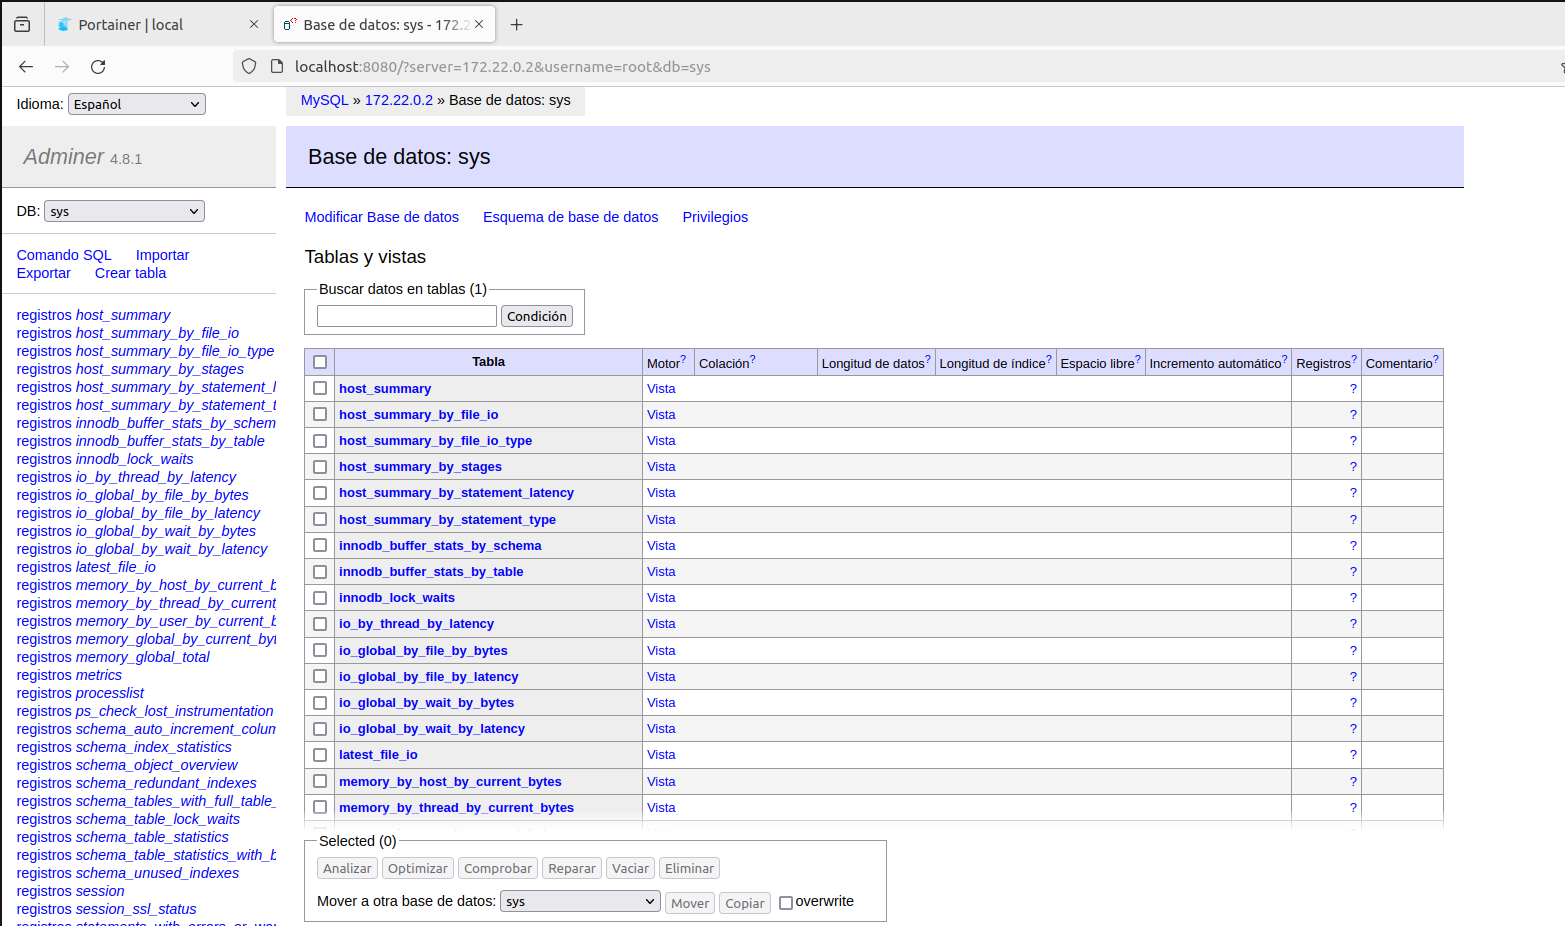 Portainer | local
Base de datos: sys - 172.2
localhost:8080/?server=172.22.0.2&username=root&db=sys
Idioma: Español
Adminer 4.8.1
DB: sys
Comando SQL Importar
Exportar Crear tabla
registros host_summary
registros host_summary_by_file_io
registros host_summary_by_file_io_type
registros host_summary_by_stages
registros host_summary_by_statement_l
registros host_summary_by_statement_t
registros innodb_buffer_stats_by_schem
registros innodb_buffer_stats_by_table
registros innodb_lock_waits
registros io_by_thread_by_latency
registros io_global_by_file_by_bytes
registros io_global_by_file_by_latency
registros io_global_by_wait_by_bytes
registros io_global_by_wait_by_latency
registros latest_file_io
registros memory_by_host_by_current_b
registros memory_by_thread_by_current
registros memory_by_user_by_current_b
registros memory_global_by_current_byt
registros memory_global_total
registros metrics
registros processlist
registros ps_check_lost_instrumentation
registros schema_auto_increment_colum
registros schema_index_statistics
registros schema_object_overview
registros schema_redundant_indexes
registros schema_tables_with_full_table_
registros schema_table_lock_waits
registros schema_table_statistics
registros schema_table_statistics_with_b
registros schema_unused_indexes
registros session
registros session_ssl_status
registros statements_with_errors_or_war
MySQL » 172.22.0.2 » Base de datos: sys
Base de datos: sys
Modificar Base de datos Esquema de base de datos Privilegios
Tablas y vistas
Buscar datos en tablas (1)
Condición
Tabla Motor? Colación? Longitud de datos? Longitud de índice? Espacio libre? Incremento automático? Registros? Comentario?
host_summary Vista ?
host_summary_by_file_io Vista ?
host_summary_by_file_io_type Vista ?
host_summary_by_stages Vista ?
host_summary_by_statement_latency Vista ?
host_summary_by_statement_type Vista ?
innodb_buffer_stats_by_schema Vista ?
innodb_buffer_stats_by_table Vista ?
innodb_lock_waits Vista ?
io_by_thread_by_latency Vista ?
io_global_by_file_by_bytes Vista ?
io_global_by_file_by_latency Vista ?
io_global_by_wait_by_bytes Vista ?
io_global_by_wait_by_latency Vista ?
latest_file_io Vista ?
memory_by_host_by_current_bytes Vista ?
memory_by_thread_by_current_bytes Vista ?
Selected (0)
Analizar Optimizar Comprobar Reparar Vaciar Eliminar
Mover a otra base de datos: sys Mover Copiar overwrite